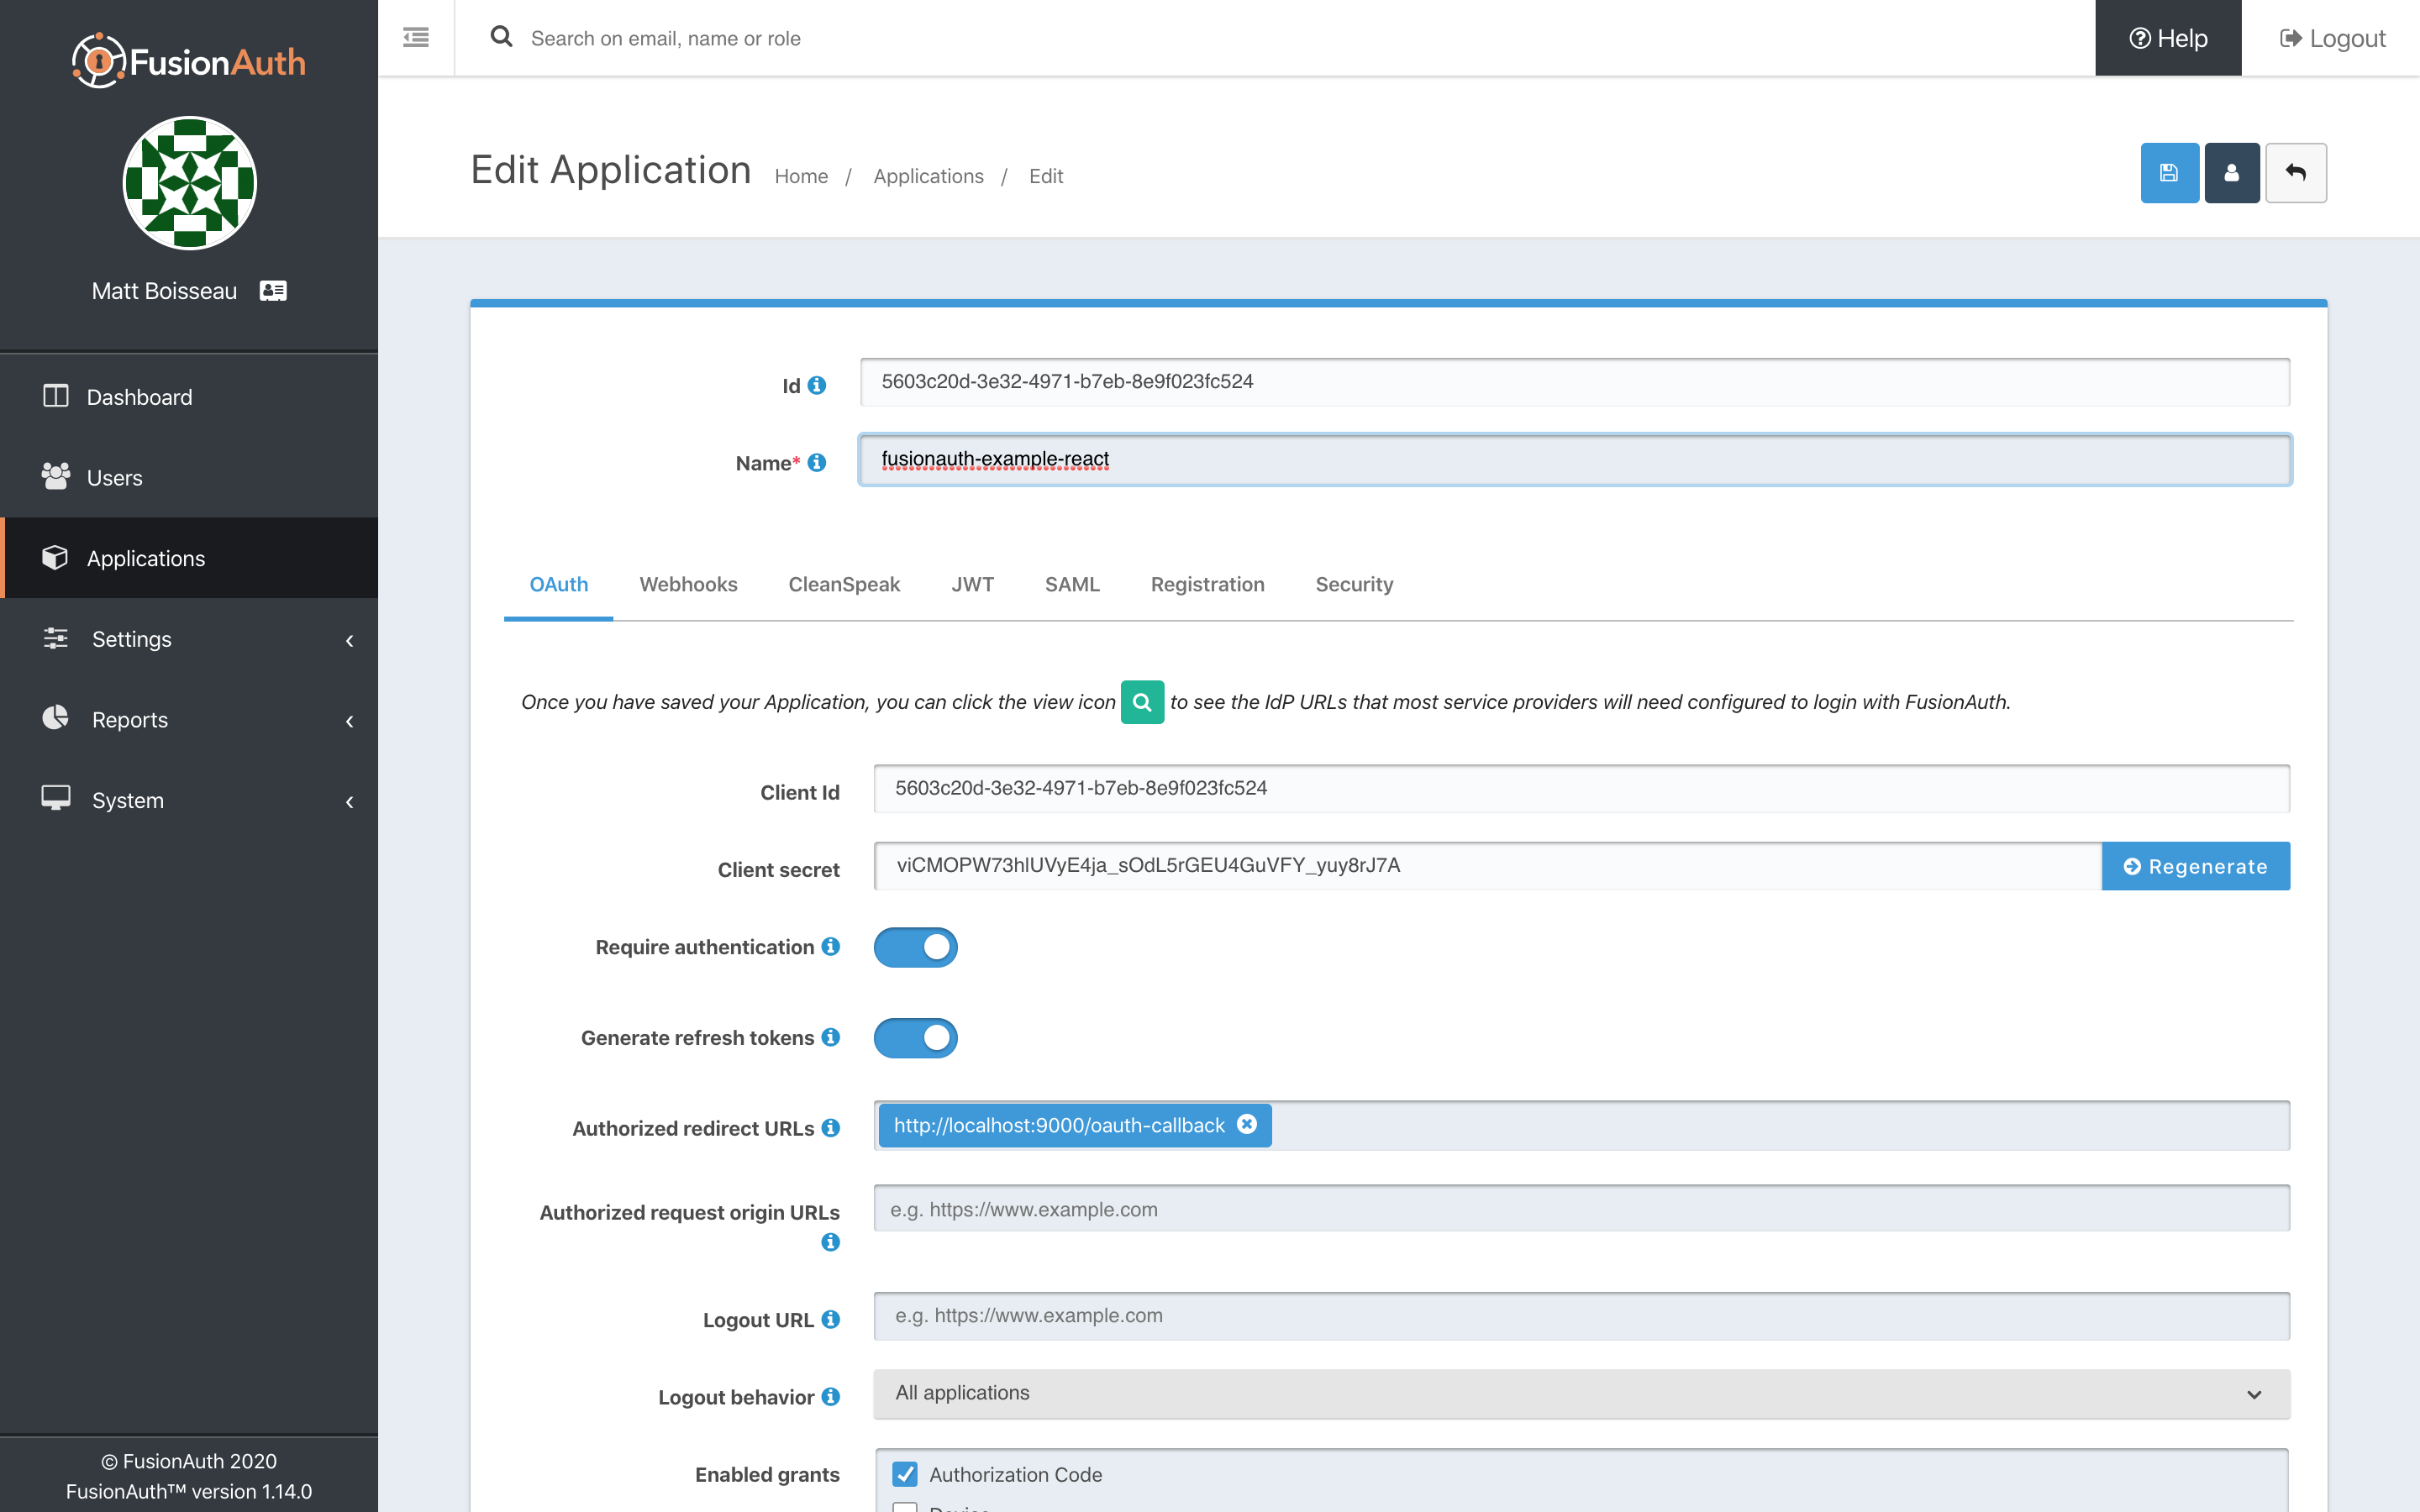 FusionAuth
Search on email, name or role
Help
Logout
Matt Boisseau
Dashboard
Users
Applications
Settings
Reports
System
© FusionAuth 2020
FusionAuth™ version 1.14.0
Edit Application
Home / Applications / Edit
Id
5603c20d-3e32-4971-b7eb-8e9f023fc524
Name*
fusionauth-example-react
OAuth Webhooks CleanSpeak JWT SAML Registration Security
Once you have saved your Application, you can click the view icon to see the IdP URLs that most service providers will need configured to login with FusionAuth.
Client Id
5603c20d-3e32-4971-b7eb-8e9f023fc524
Client secret
viCMOPW73hlUVyE4ja_sOdL5rGEU4GuVFY_yuy8rJ7A
Regenerate
Require authentication
Generate refresh tokens
Authorized redirect URLs
http://localhost:9000/oauth-callback
Authorized request origin URLs
e.g. https://www.example.com
Logout URL
e.g. https://www.example.com
Logout behavior
All applications
Enabled grants
Authorization Code